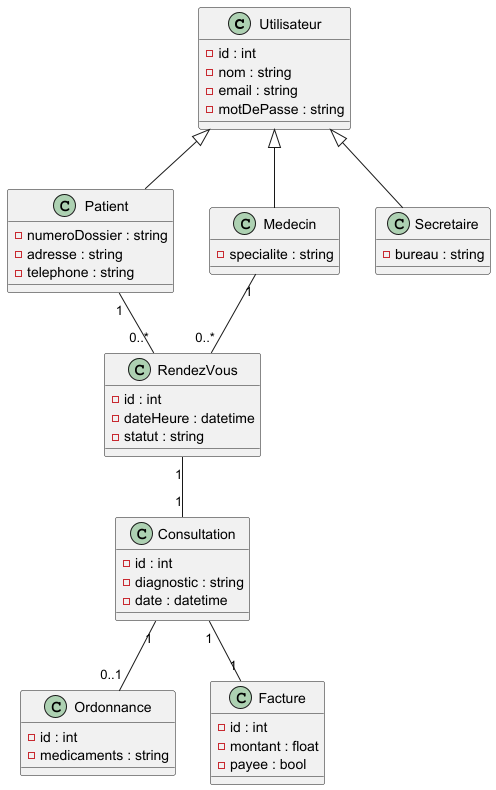 C Utilisateur
id : int
nom : string
email : string
motDePasse : string
C Patient
numeroDossier : string
adresse : string
telephone : string
C Medecin
specialite : string
C Secretaire
bureau : string
1
0..*
1
0..*
C RendezVous
id : int
dateHeure : datetime
statut : string
1
1
C Consultation
id : int
diagnostic : string
date : datetime
1
0..1
1
1
C Ordonnance
id : int
medicaments : string
C Facture
id : int
montant : float
payee : bool